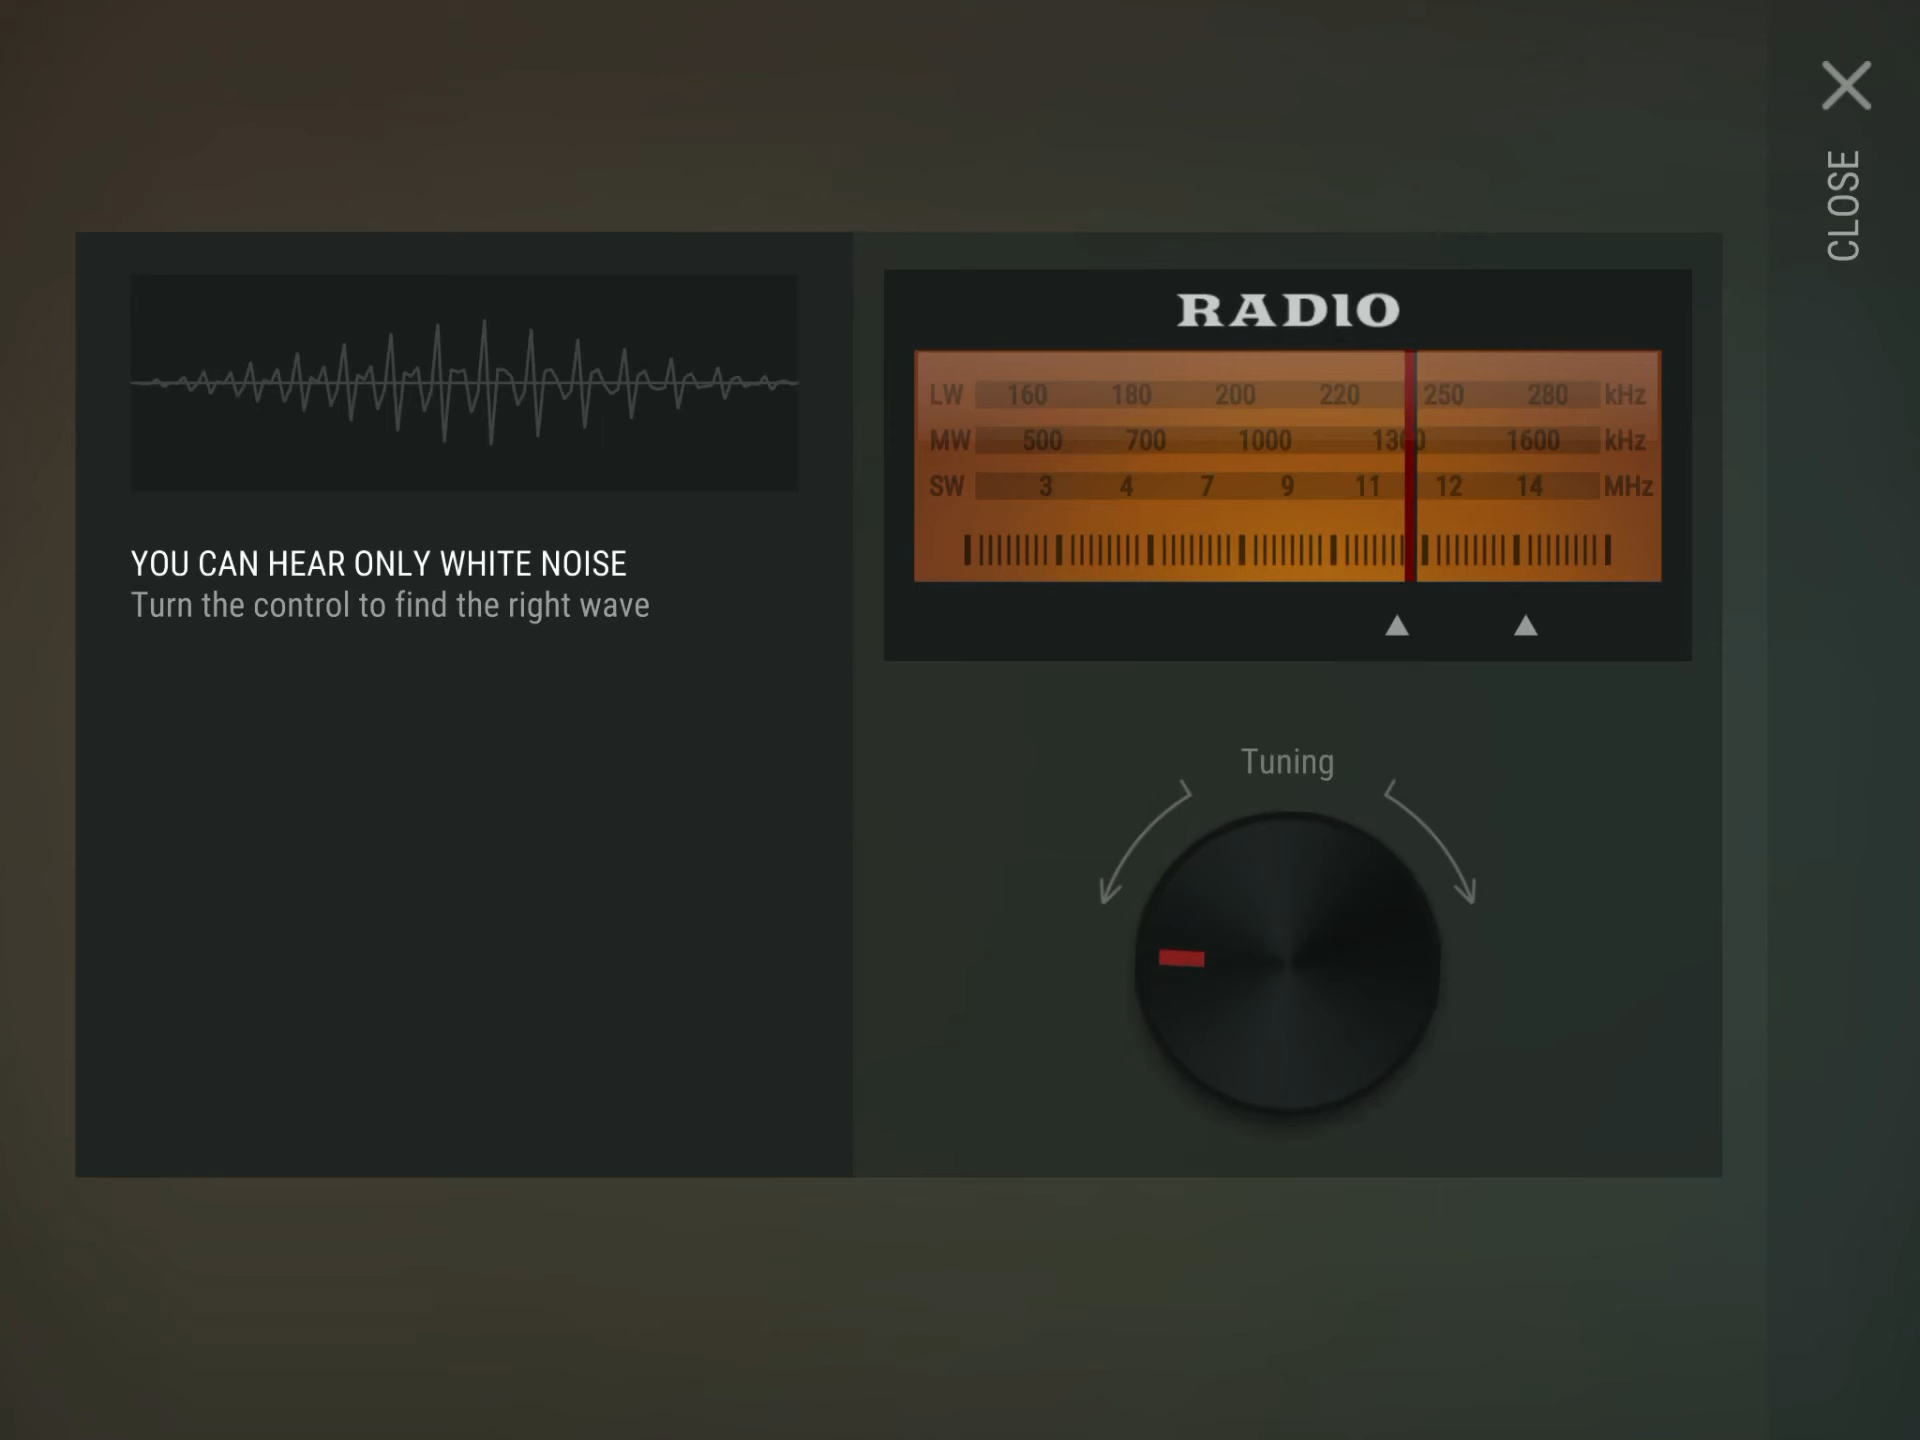 CLOSE
YOU CAN HEAR ONLY WHITE NOISE
Turn the control to find the right wave
RADIO
LW 160 180 200 220 250 280 kHz
MW 500 700 1000 1300 1600 kHz
SW 3 4 7 9 11 12 14 MHz
Tuning